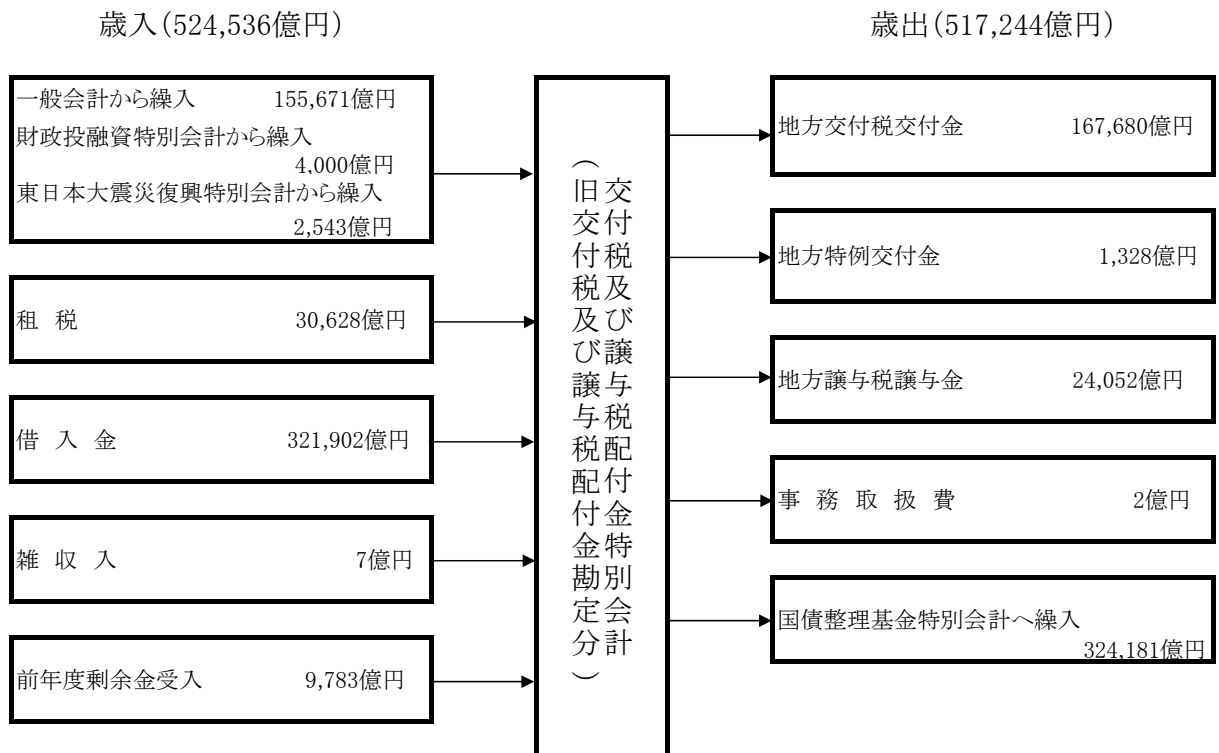 歳入(524,536億円)
歳出(517,244億円)
一般会計から繰入 155,671億円
財政投融資特別会計から繰入
4,000億円
東日本大震災復興特別会計から繰入
2,543億円
租 税 30,628億円
借 入 金 321,902億円
雑 収 入 7億円
前年度剰余金受入 9,783億円
交付税及び譲与税配付金特別会計
(旧交付税及び譲与税配付金勘定分)
地方交付税交付金 167,680億円
地方特例交付金 1,328億円
地方譲与税譲与金 24,052億円
事 務 取 扱 費 2億円
国債整理基金特別会計へ繰入
324,181億円